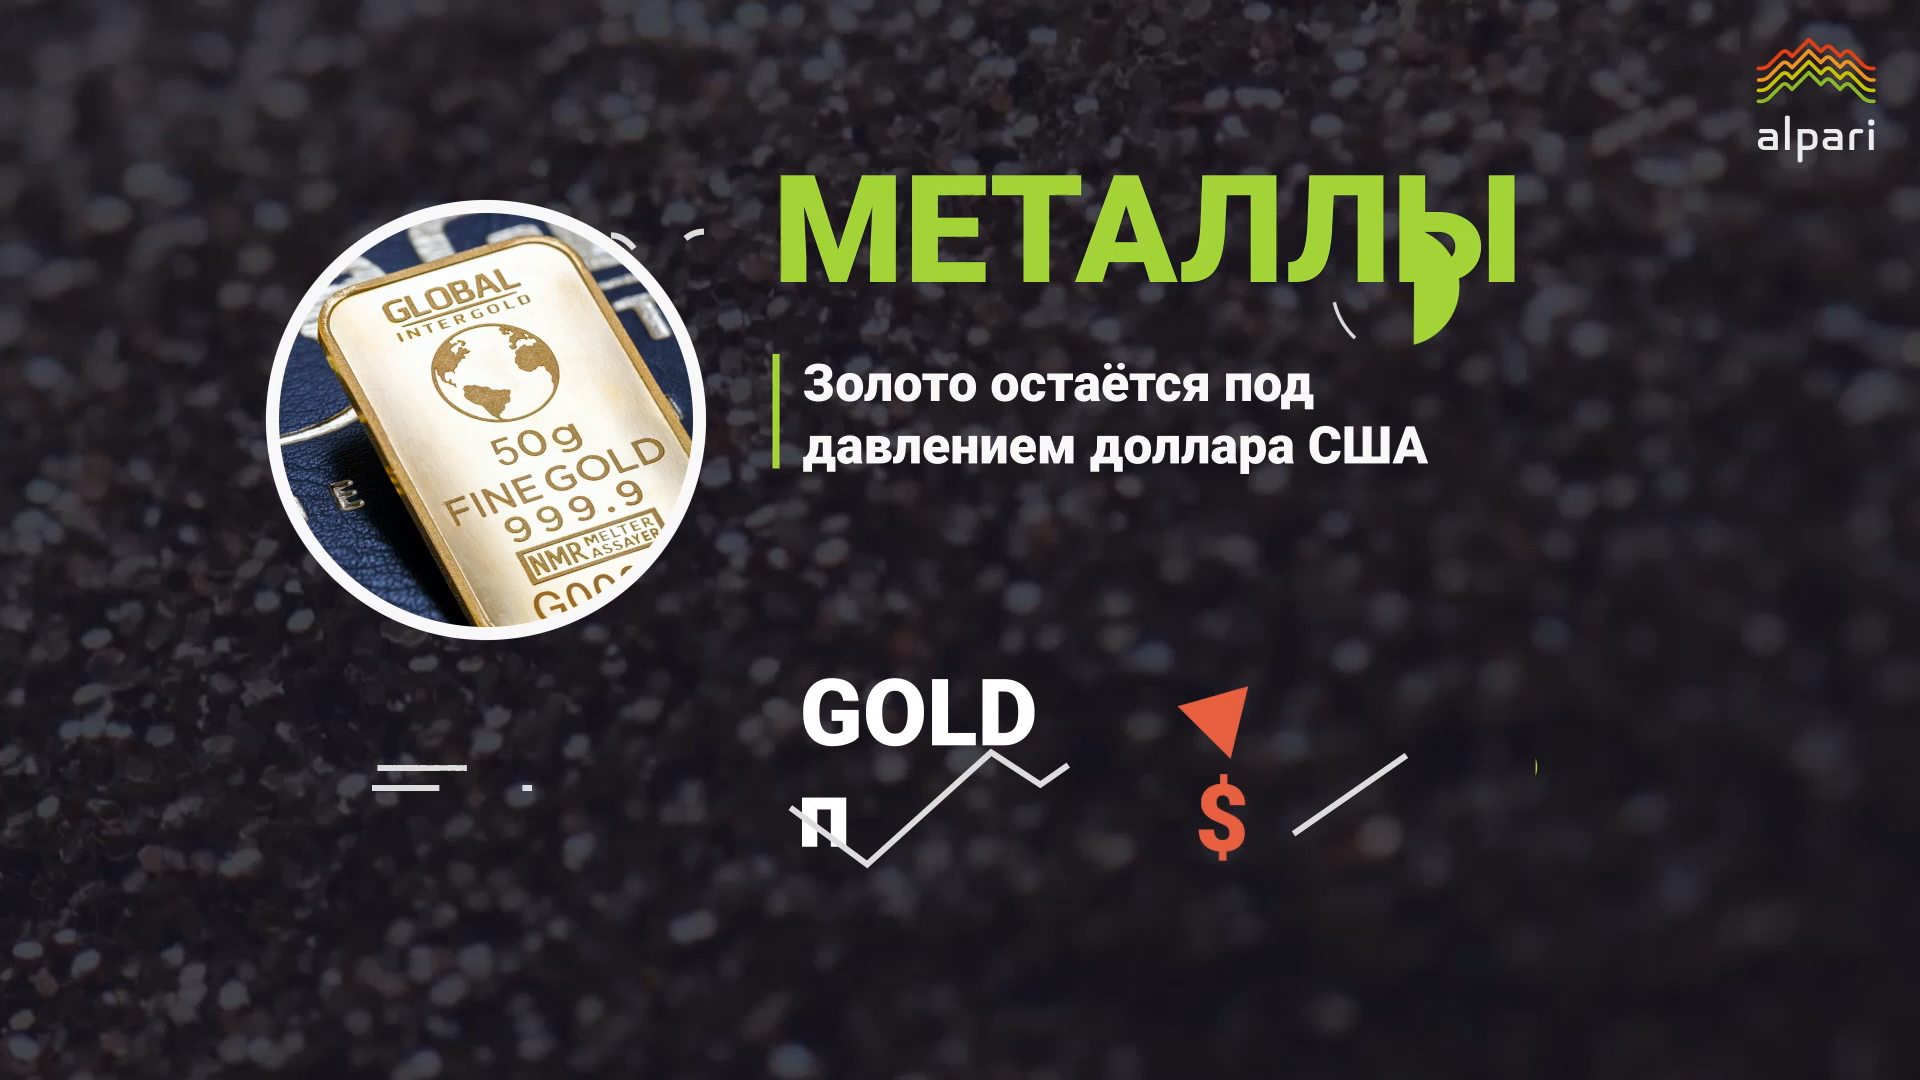 alpari
МЕТАЛЛЫ
Золото остаётся под
давлением доллара США
GLOBAL
INTERGOLD
50g
FINE GOLD
999.9
NMR MELTER
ASSAYER
E
GOLD
п
$